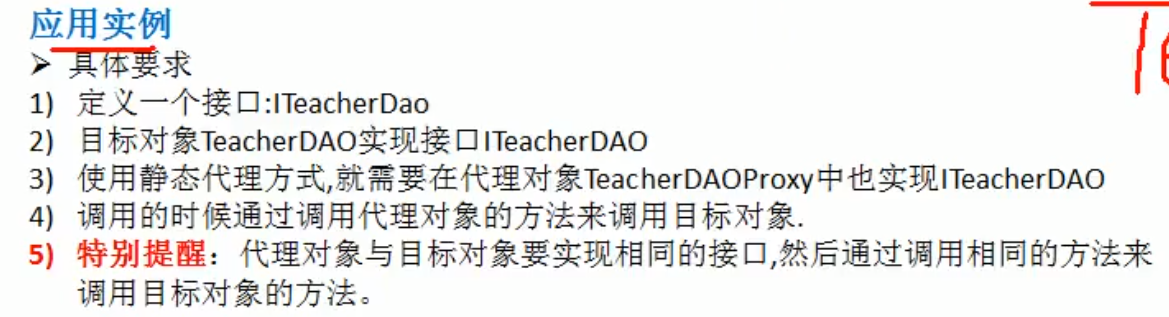 应用实例
➤ 具体要求
1) 定义一个接口:ITeacherDao
2) 目标对象TeacherDAO实现接口ITeacherDAO
3) 使用静态代理方式,就需要在代理对象TeacherDAOProxy中也实现ITeacherDAO
4) 调用的时候通过调用代理对象的方法来调用目标对象.
5) 特别提醒：代理对象与目标对象要实现相同的接口,然后通过调用相同的方法来
调用目标对象的方法。